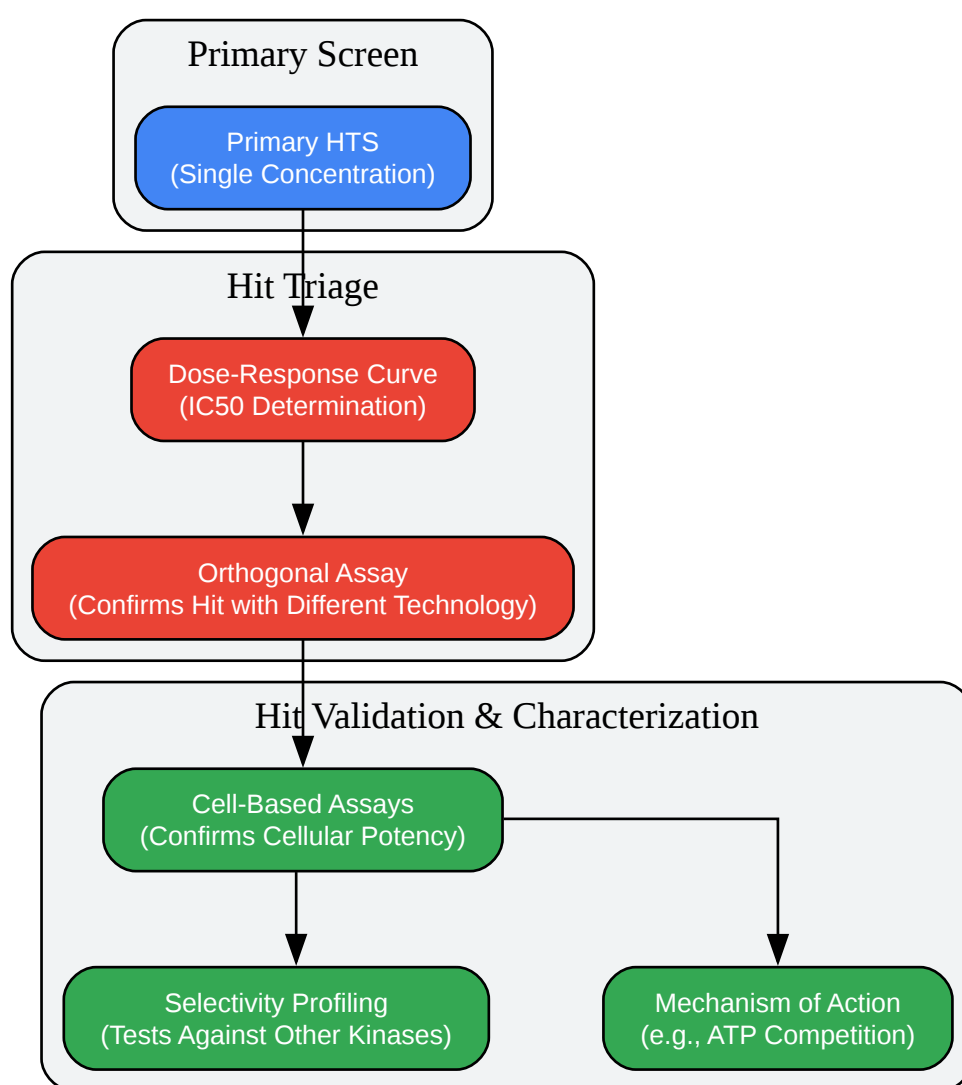 Primary Screen
Primary HTS
(Single Concentration)
Hit Triage
Dose-Response Curve
(IC50 Determination)
Orthogonal Assay
(Confirms Hit with Different Technology)
Hit Validation & Characterization
Cell-Based Assays
(Confirms Cellular Potency)
Selectivity Profiling
(Tests Against Other Kinases)
Mechanism of Action
(e.g., ATP Competition)